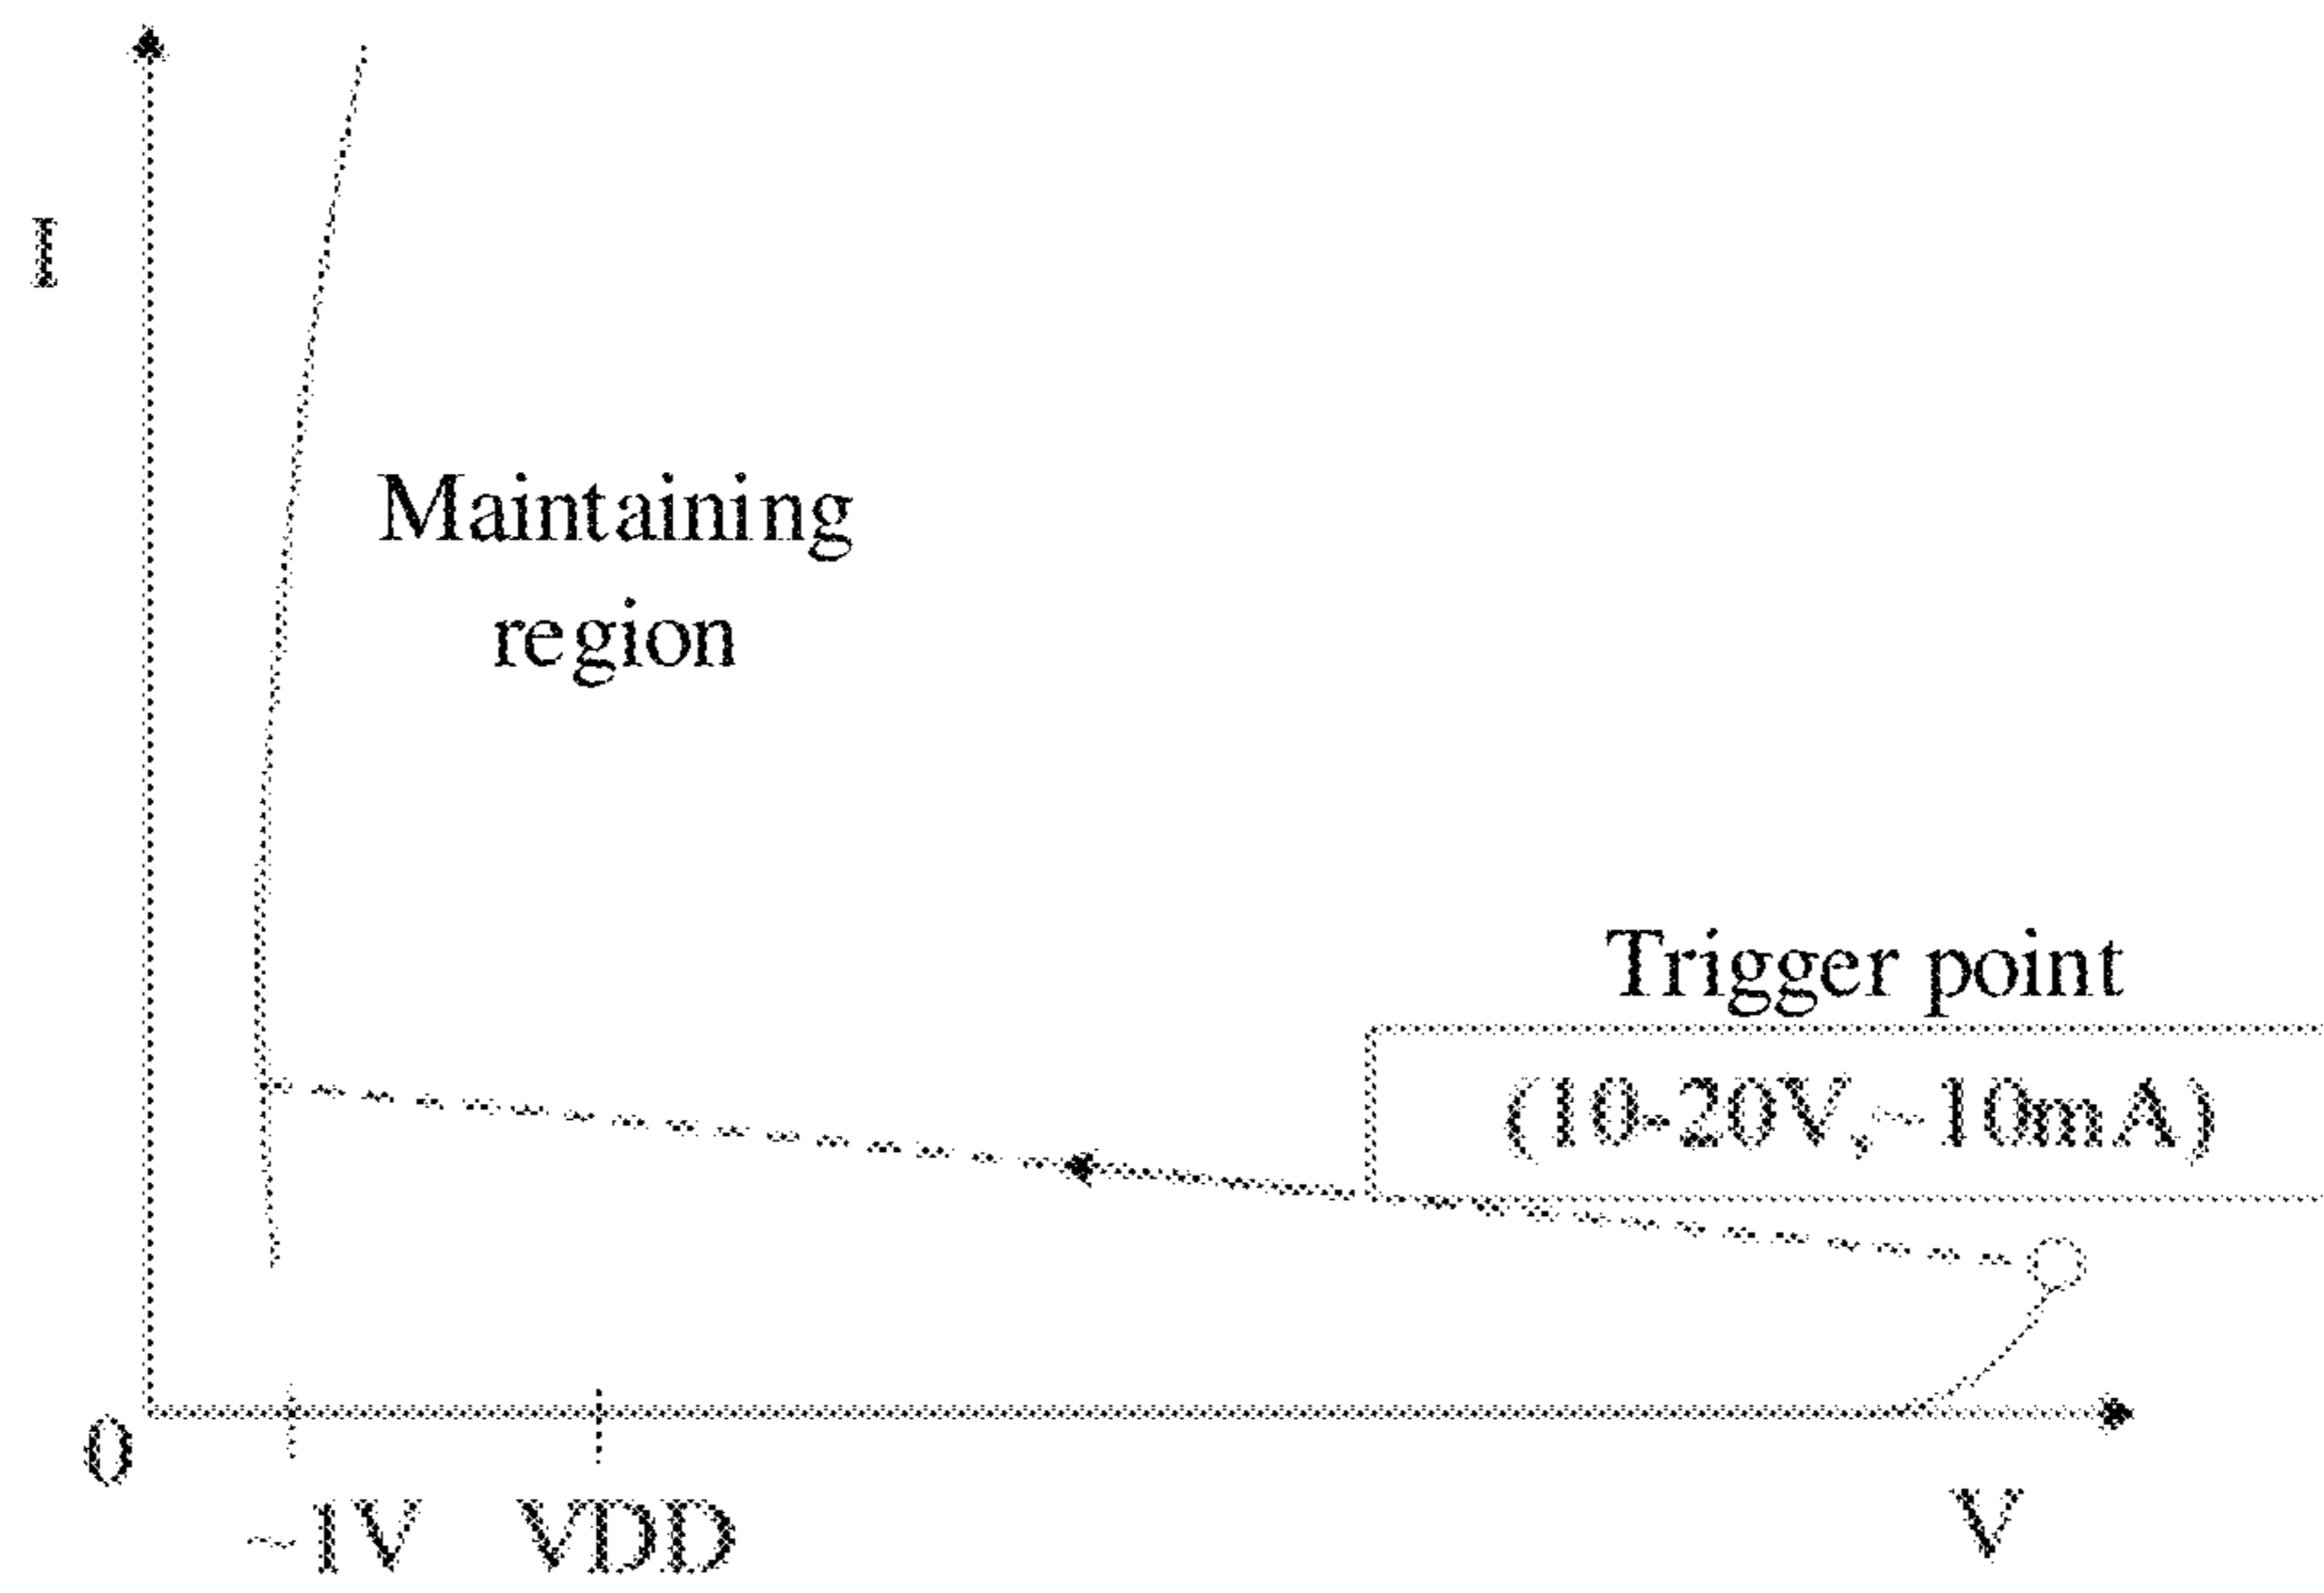 I
Maintaining
region
Trigger point
(10-20V,~10mA)
0
~1V
VDD
V